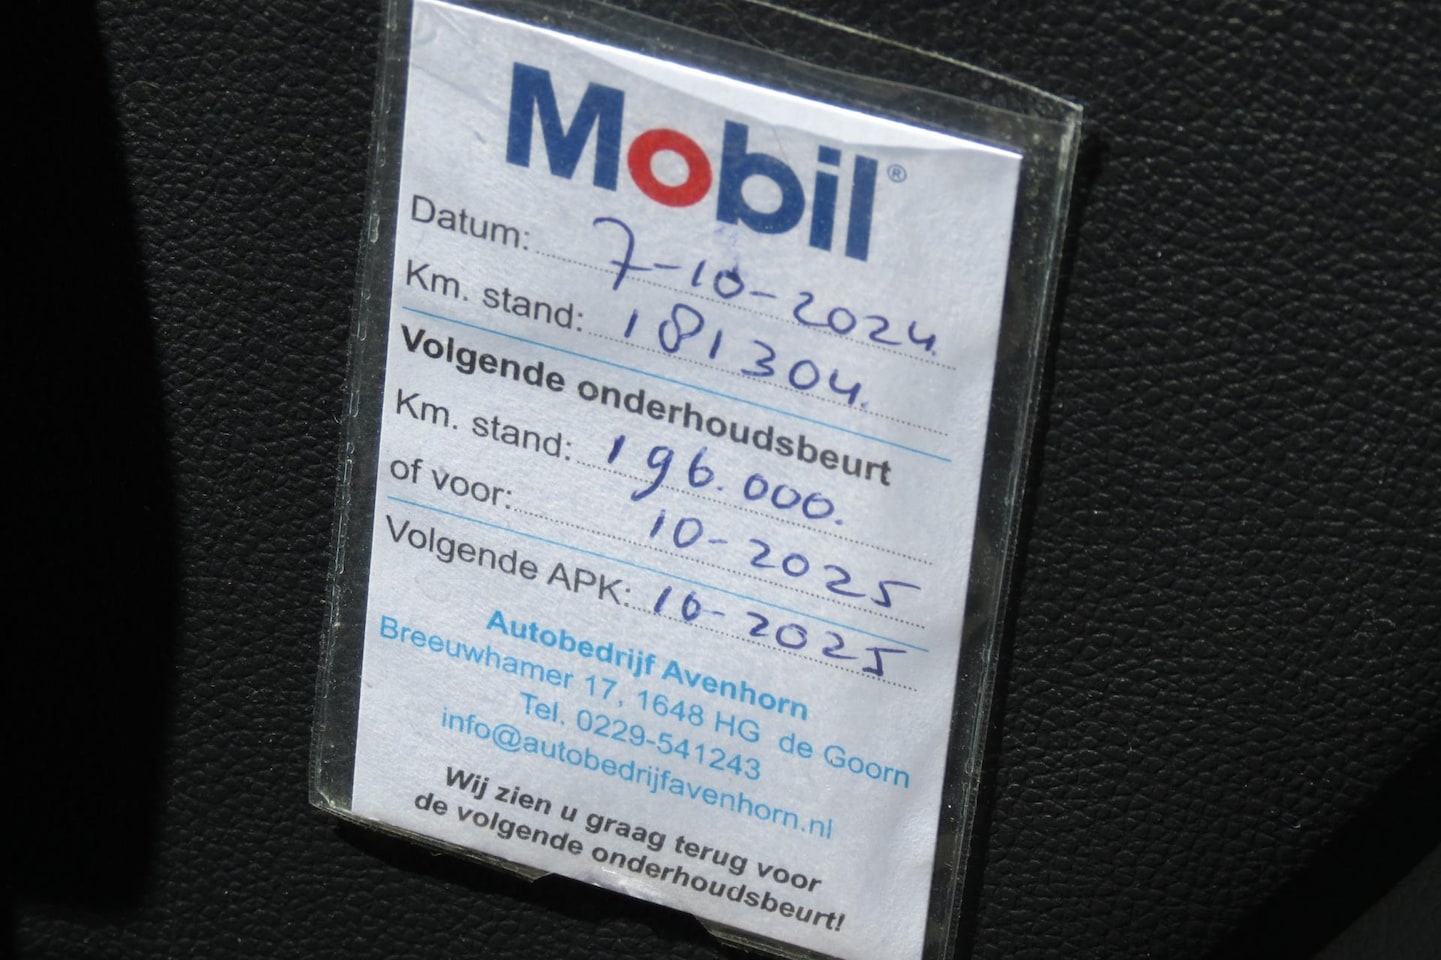 Mobil®
Datum: 7-10-2024.
Km. stand: 181304.
Volgende onderhoudsbeurt
Km. stand: 196.000.
of voor: 10-2025
Volgende APK: 10-2025
Autobedrijf Avenhorn
Breeuwhamer 17, 1648 HG de Goorn
Tel. 0229-541243
info@autobedrijfavenhorn.nl
Wij zien u graag terug voor
de volgende onderhoudsbeurt!